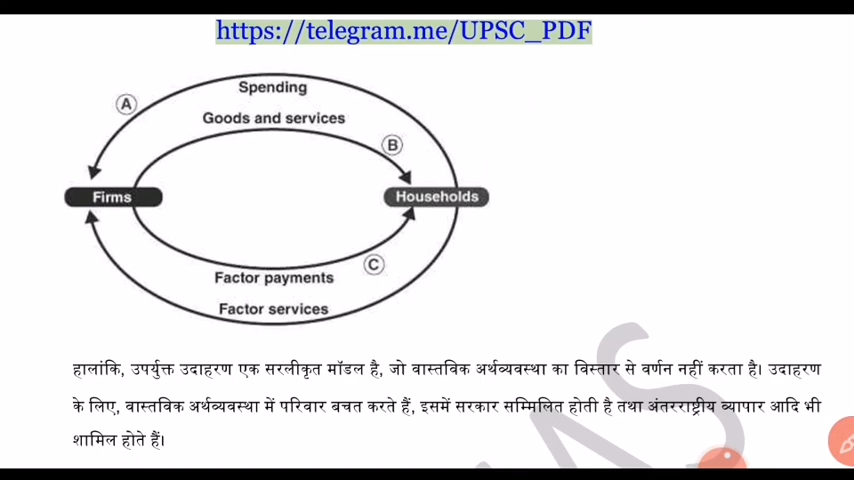 https://telegram.me/UPSC_PDF
A
Spending
Goods and services
B
Firms
Households
C
Factor payments
Factor services
हालांकि, उपर्युक्त उदाहरण एक सरलीकृत मॉडल है, जो वास्तविक अर्थव्यवस्था का विस्तार से वर्णन नहीं करता है। उदाहरण
के लिए, वास्तविक अर्थव्यवस्था में परिवार बचत करते हैं, इसमें सरकार सम्मिलित होती है तथा अंतरराष्ट्रीय व्यापार आदि भी
शामिल होते हैं।